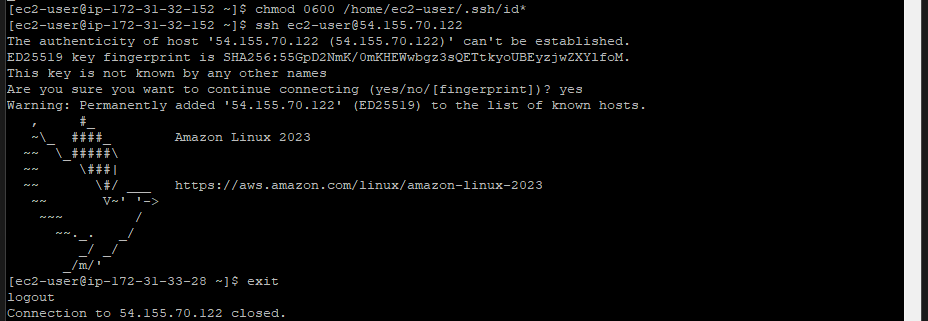 [ec2-user@ip-172-31-32-152 ~]$ chmod 0600 /home/ec2-user/.ssh/id*
[ec2-user@ip-172-31-32-152 ~]$ ssh ec2-user@54.155.70.122
The authenticity of host '54.155.70.122 (54.155.70.122)' can't be established.
ED25519 key fingerprint is SHA256:55GpD2NmK/0mKHEWwbgz3sQETtkyoUBEyzjwZXYlfoM.
This key is not known by any other names
Are you sure you want to continue connecting (yes/no/[fingerprint])? yes
Warning: Permanently added '54.155.70.122' (ED25519) to the list of known hosts.
   ,     #_
   ~\_  ####_        Amazon Linux 2023
  ~~  \_#####\
  ~~     \###|
  ~~       \#/ ___   https://aws.amazon.com/linux/amazon-linux-2023
   ~~       V~' '->
    ~~~         /
      ~~._.   _/
         _/ _/
       _/m/'
[ec2-user@ip-172-31-33-28 ~]$ exit
logout
Connection to 54.155.70.122 closed.